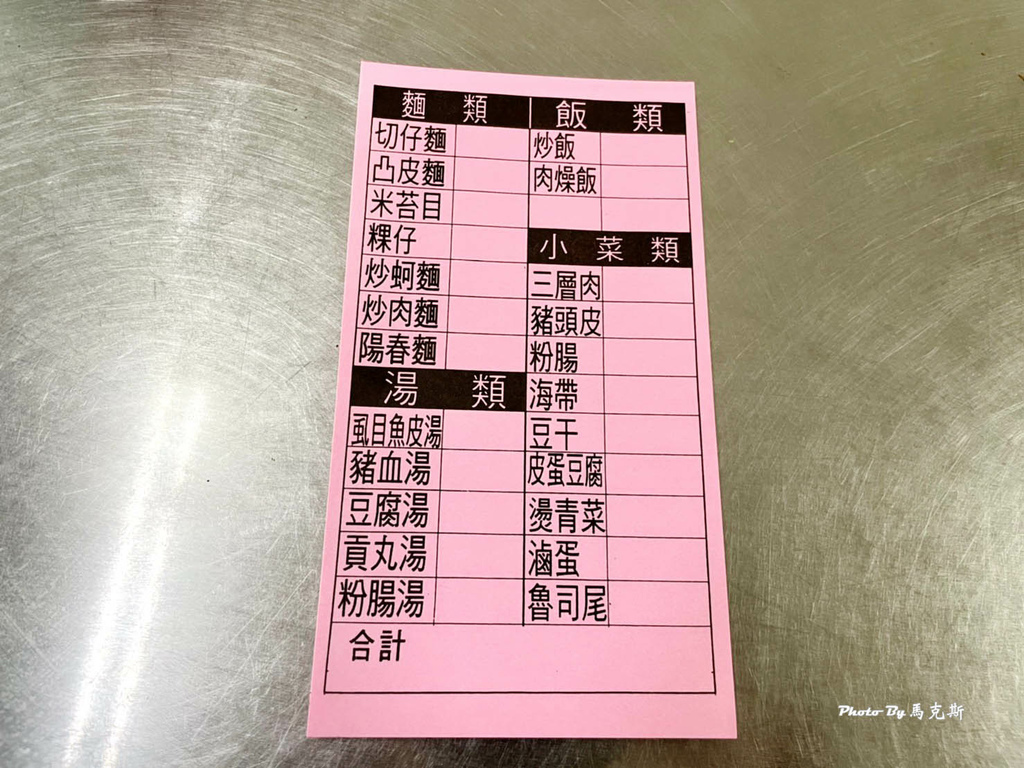 麵 類
切仔麵
凸皮麵
米苔目
粿仔
炒蚵麵
炒肉麵
陽春麵
湯 類
虱目魚皮湯
豬血湯
豆腐湯
貢丸湯
粉腸湯
飯 類
炒飯
肉燥飯
小 菜 類
三層肉
豬頭皮
粉腸
海帶
豆干
皮蛋豆腐
燙青菜
滷蛋
魯司尾
合計
Photo By 馬克斯